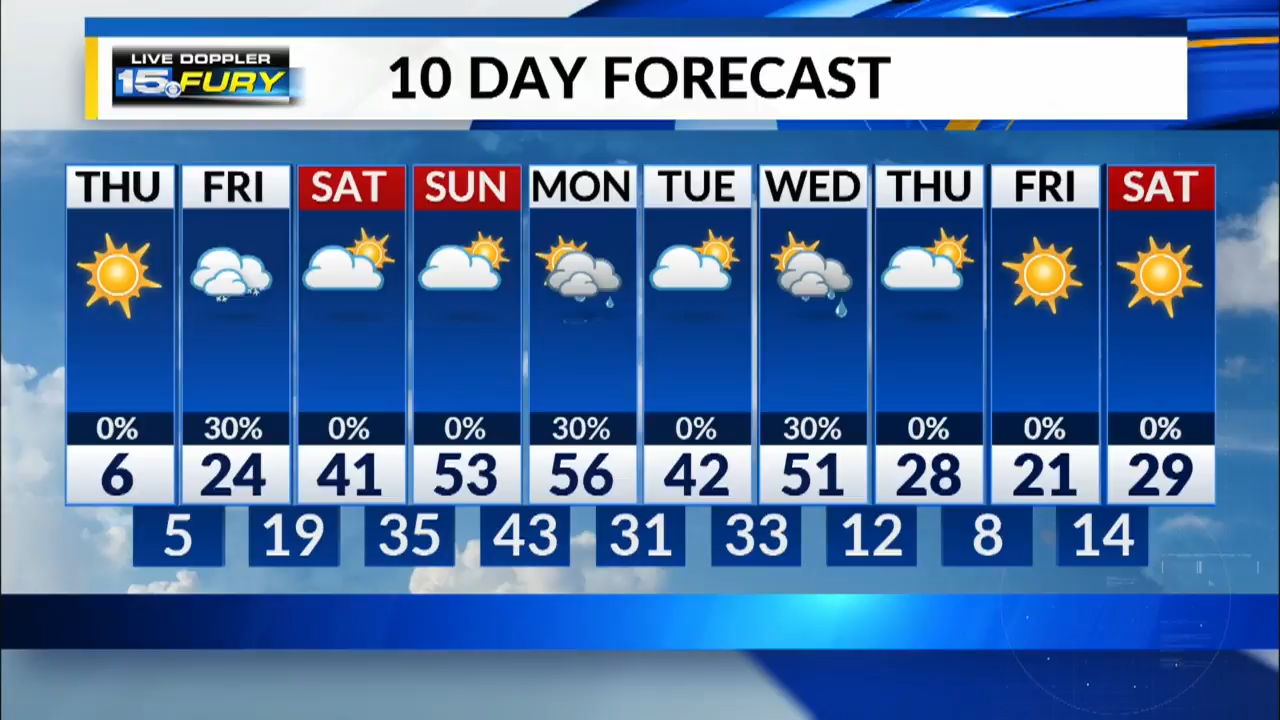 LIVE DOPPLER
15 FURY
10 DAY FORECAST
THU FRI SAT SUN MON TUE WED THU FRI SAT
0% 30% 0% 0% 30% 0% 30% 0% 0% 0%
6 24 41 53 56 42 51 28 21 29
5 19 35 43 31 33 12 8 14